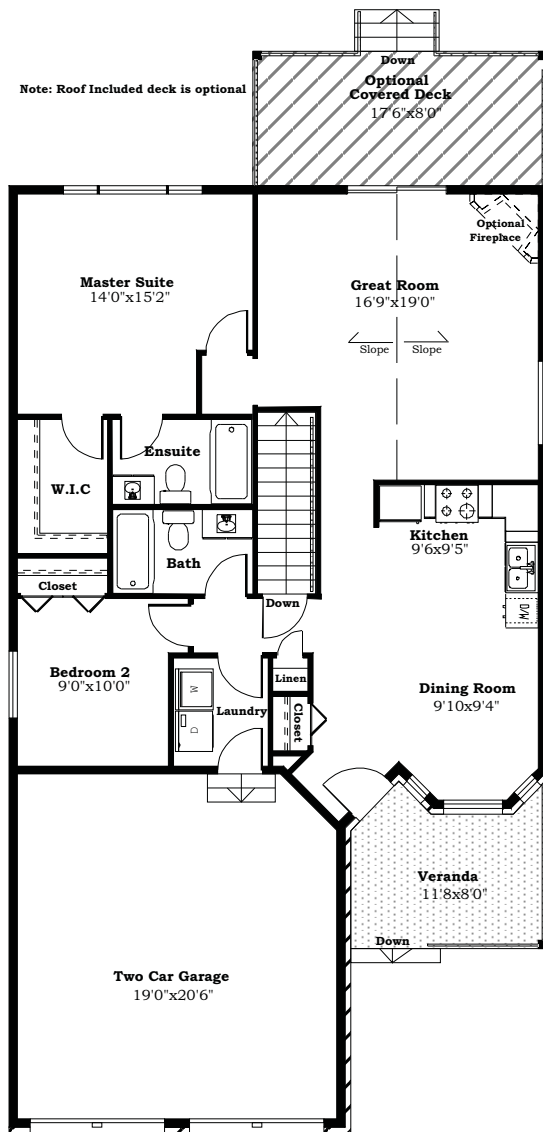 Down
Note: Roof Included deck is optional
Optional
Covered Deck
17'6"x8'0"
Optional
Fireplace
Master Suite
14'0"x15'2"
Great Room
16'9"x19'0"
Slope
Slope
Ensuite
W.I.C
Kitchen
9'6x9'5"
Bath
Closet
Down
D/W
Bedroom 2
9'0"x10'0"
Linen
W
Laundry
Closet
D
Dining Room
9'10x9'4"
Veranda
11'8x8'0"
Down
Two Car Garage
19'0"x20'6"